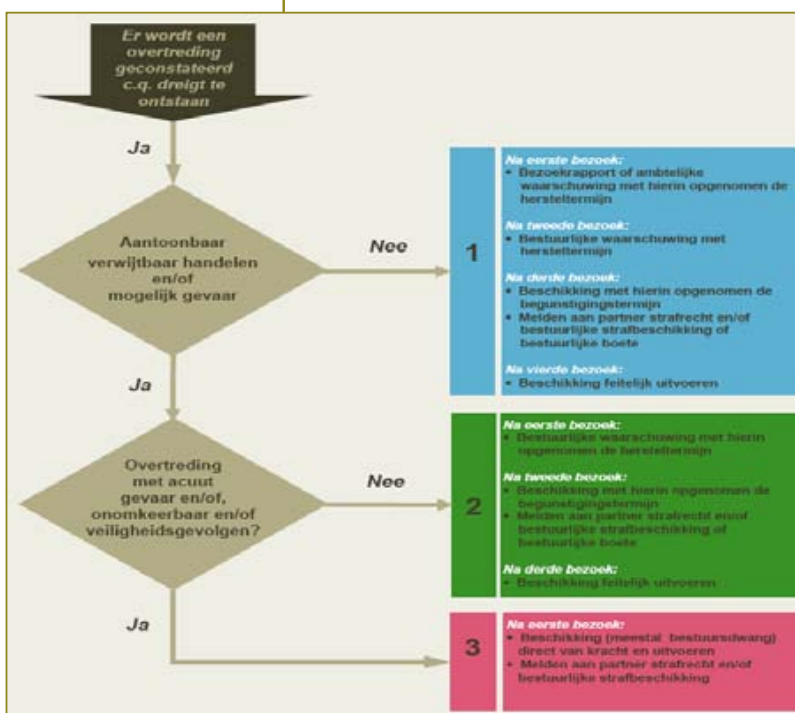 Er wordt een
overtreding
geconstateerd
c.q. dreigt te
ontstaan
Ja
Aantoonbaar
verwijtbaar handelen
en/of
mogelijk gevaar
Nee
1
Na eerste bezoek:
• Bezoekrapport of ambtelijke
waarschuwing met hierin opgenomen de
hersteltermijn
Na tweede bezoek:
• Bestuurlijke waarschuwing met
hersteltermijn
Na derde bezoek:
• Beschikking met hierin opgenomen de
begunstigingstermijn
• Melden aan partner strafrecht en/of
bestuurlijke strafbeschikking of
bestuurlijke boete
Na vierde bezoek:
• Beschikking feitelijk uitvoeren
Ja
Overtreding
met acuut
gevaar en/of,
onomkeerbaar en/of
veiligheidsgevolgen?
Nee
2
Na eerste bezoek:
• Bestuurlijke waarschuwing met hierin
opgenomen de hersteltermijn
Na tweede bezoek:
• Beschikking met hierin opgenomen de
begunstigingstermijn
• Melden aan partner strafrecht en/of
bestuurlijke strafbeschikking of
bestuurlijke boete
Na derde bezoek:
• Beschikking feitelijk uitvoeren
Ja
3
Na eerste bezoek:
• Beschikking (meestal bestuursdwang)
direct van kracht en uitvoeren
• Melden aan partner strafrecht en/of
bestuurlijke strafbeschikking